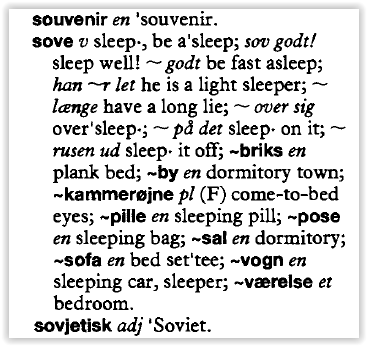 souvenir en 'souvenir.
sove v sleep·, be a'sleep; sov godt!
sleep well! ~ godt be fast asleep;
han ~r let he is a light sleeper; ~
længe have a long lie; ~ over sig
over'sleep·; ~ på det sleep· on it; ~
rusen ud sleep· it off; ~briks en
plank bed; ~by en dormitory town;
~kammerøjne pl (F) come-to-bed
eyes; ~pille en sleeping pill; ~pose
en sleeping bag; ~sal en dormitory;
~sofa en bed set'tee; ~vogn en
sleeping car, sleeper; ~værelse et
bedroom.
sovjetisk adj 'Soviet.